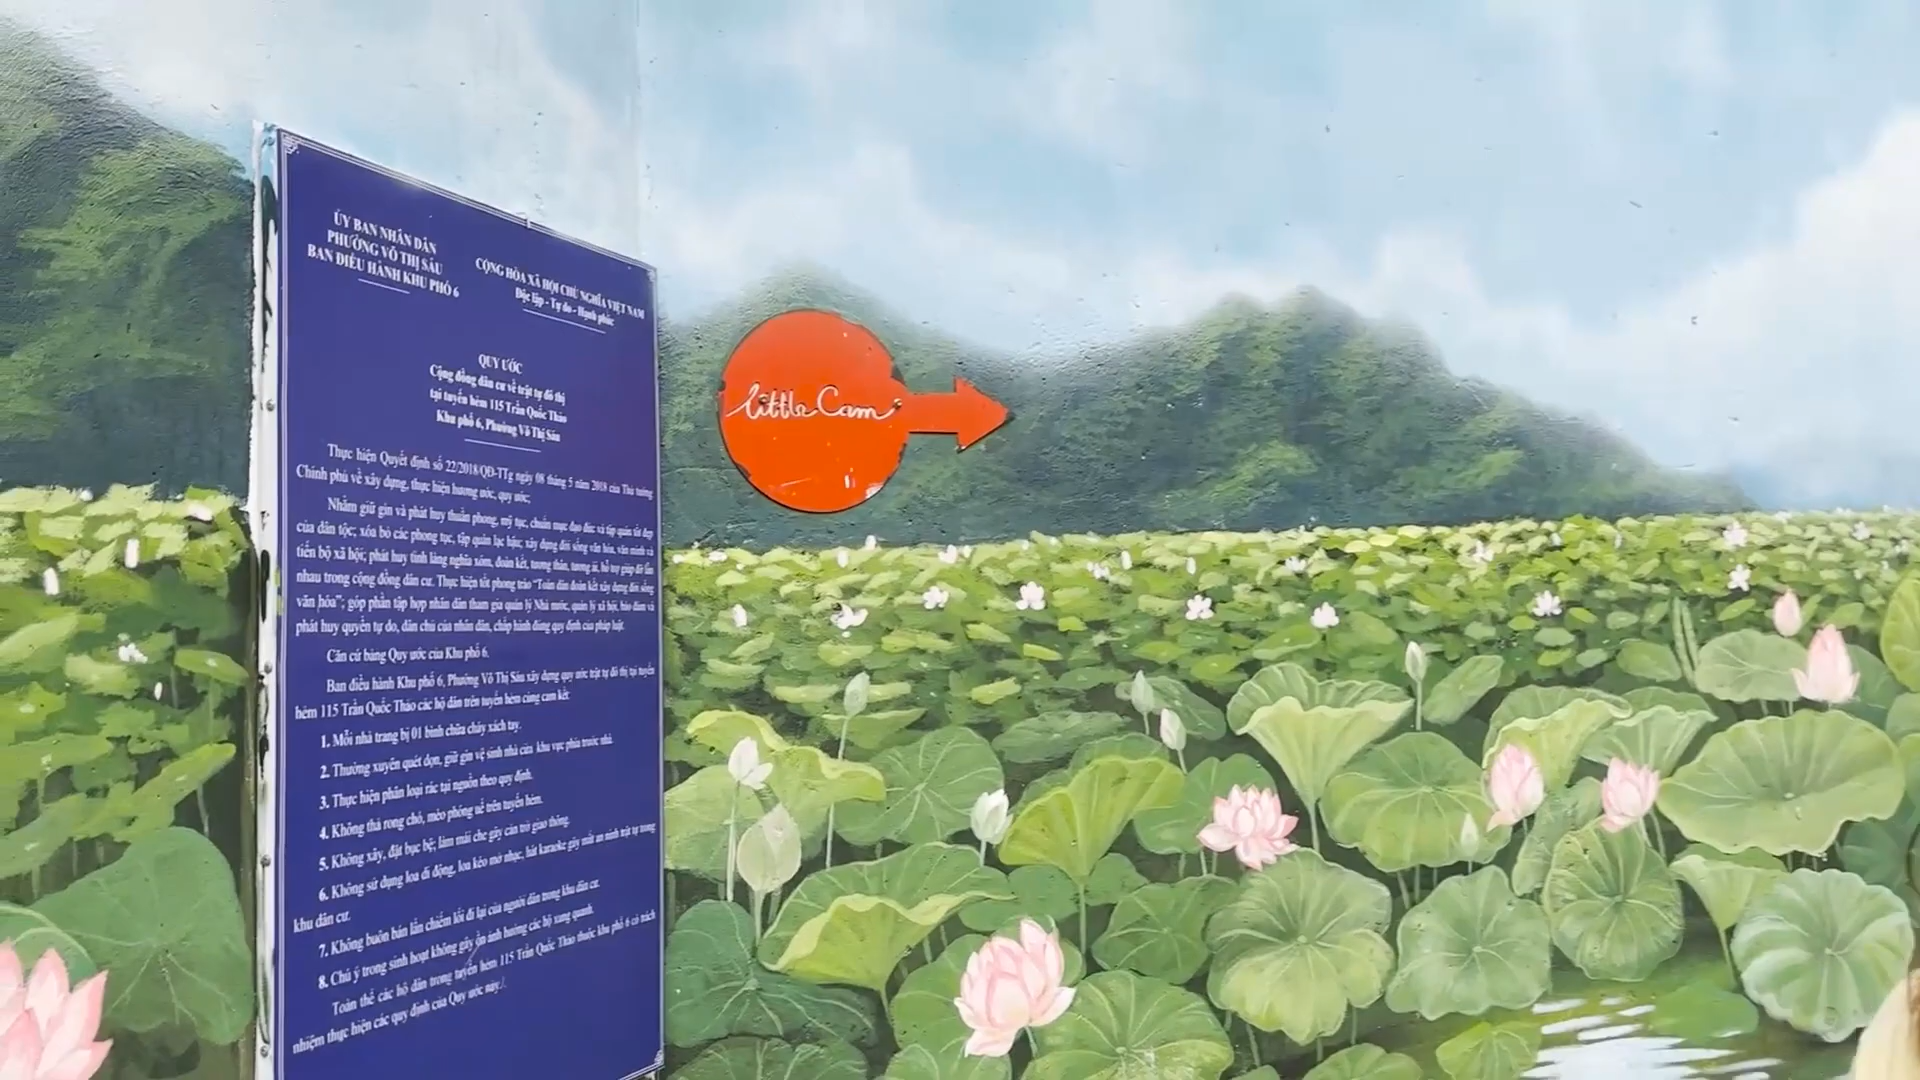 ỦY BAN NHÂN DÂN
PHƯỜNG VÕ THỊ SÁU
BAN ĐIỀU HÀNH KHU PHỐ 6
CỘNG HÒA XÃ HỘI CHỦ NGHĨA VIỆT NAM
Độc lập - Tự do - Hạnh phúc
QUY ƯỚC
Cộng đồng dân cư về trật tự đô thị
tại tuyến hẻm 115 Trần Quốc Thảo
Khu phố 6, Phường Võ Thị Sáu
Thực hiện Quyết định số 22/2018/QĐ-TTg ngày 08 tháng 5 năm 2018 của Thủ tướng
Chính phủ về xây dựng, thực hiện hương ước, quy ước;
Nhằm giữ gìn và phát huy thuần phong, mỹ tục, chuẩn mực đạo đức và tập quán tốt đẹp
của dân tộc; xóa bỏ các phong tục, tập quán lạc hậu; xây dựng đời sống văn hóa, văn minh và
tiến bộ xã hội; phát huy tình làng nghĩa xóm, đoàn kết, tương thân, tương ái, hỗ trợ giúp đỡ lẫn
nhau trong cộng đồng dân cư. Thực hiện tốt phong trào “Toàn dân đoàn kết xây dựng đời sống
văn hóa”; góp phần tập hợp nhân dân tham gia quản lý Nhà nước, quản lý xã hội, bảo đảm và
phát huy quyền tự do, dân chủ của nhân dân, chấp hành đúng quy định của pháp luật.
Căn cứ bảng Quy ước của Khu phố 6.
Ban điều hành Khu phố 6, Phường Võ Thị Sáu xây dựng quy ước trật tự đô thị tại tuyến
hẻm 115 Trần Quốc Thảo các hộ dân trên tuyến hẻm cùng cam kết:
1. Mỗi nhà trang bị 01 bình chữa cháy xách tay.
2. Thường xuyên quét dọn, giữ gìn vệ sinh nhà cửa khu vực phía trước nhà.
3. Thực hiện phân loại rác tại nguồn theo quy định.
4. Không thả rong chó, mèo phóng uế trên tuyến hẻm.
5. Không xây, đặt bục bệ; làm mái che gây cản trở giao thông.
6. Không sử dụng loa di động, loa kéo mở nhạc, hát karaoke gây mất an ninh trật tự trong
khu dân cư.
7. Không buôn bán lấn chiếm lối đi lại của người dân trong khu dân cư.
8. Chú ý trong sinh hoạt không gây ồn ảnh hưởng các hộ xung quanh.
Toàn thể các hộ dân trong tuyến hẻm 115 Trần Quốc Thảo thuộc khu phố 6 có trách
nhiệm thực hiện các quy định của Quy ước này./.
little Cam